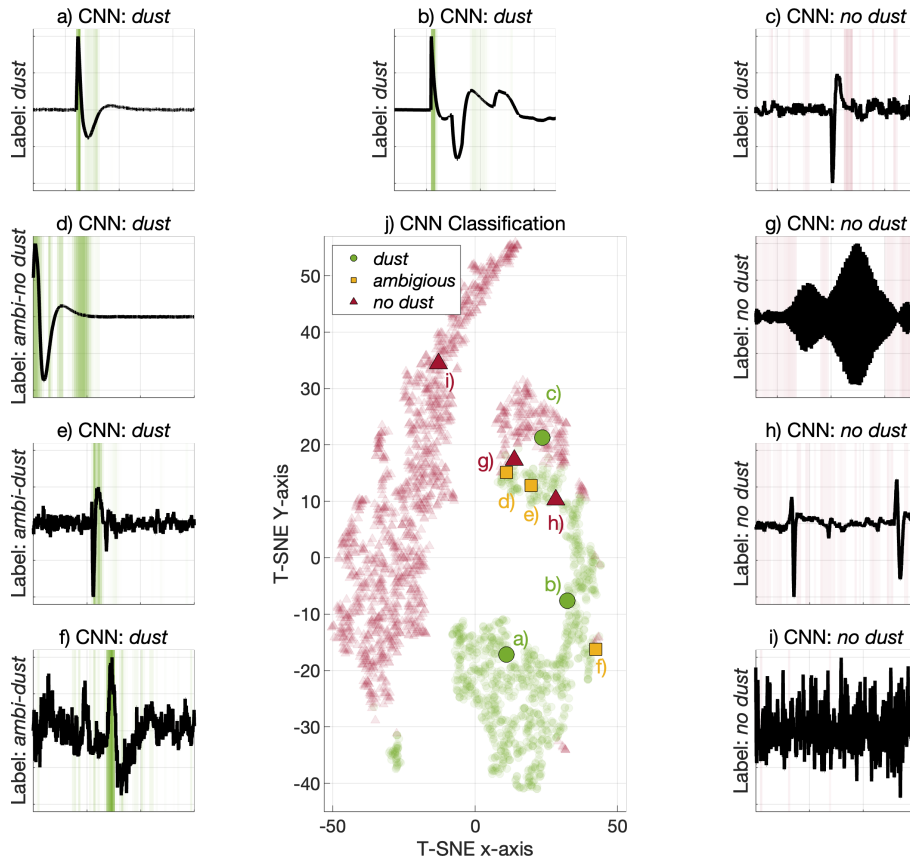 a) CNN: dust
b) CNN: dust
c) CNN: no dust
Label: dust
Label: dust
Label: dust
d) CNN: dust
j) CNN Classification
g) CNN: no dust
Label: ambi-no dust
Label: no dust
dust
ambigious
no dust
e) CNN: dust
h) CNN: no dust
Label: ambi-dust
Label: no dust
f) CNN: dust
i) CNN: no dust
Label: ambi-dust
Label: no dust
T-SNE Y-axis
50
40
30
20
10
0
-10
-20
-30
-40
i)
c)
g)
d)
e)
h)
b)
a)
f)
-50
0
50
T-SNE x-axis